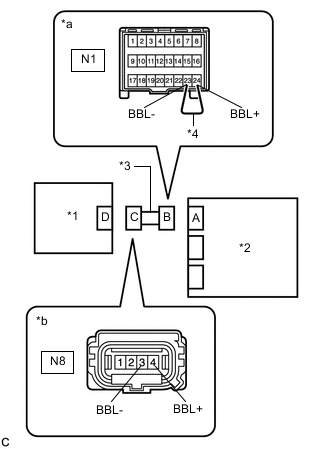 *a
N1
1 2 3 4 5 6 7 8
9 10 11 12 13 14 15 16
17 18 19 20 21 22 23 24
BBL-
BBL+
*4
*3
*1
D
C
B
A
*2
*b
N8
1 2 3 4
BBL-
BBL+
C